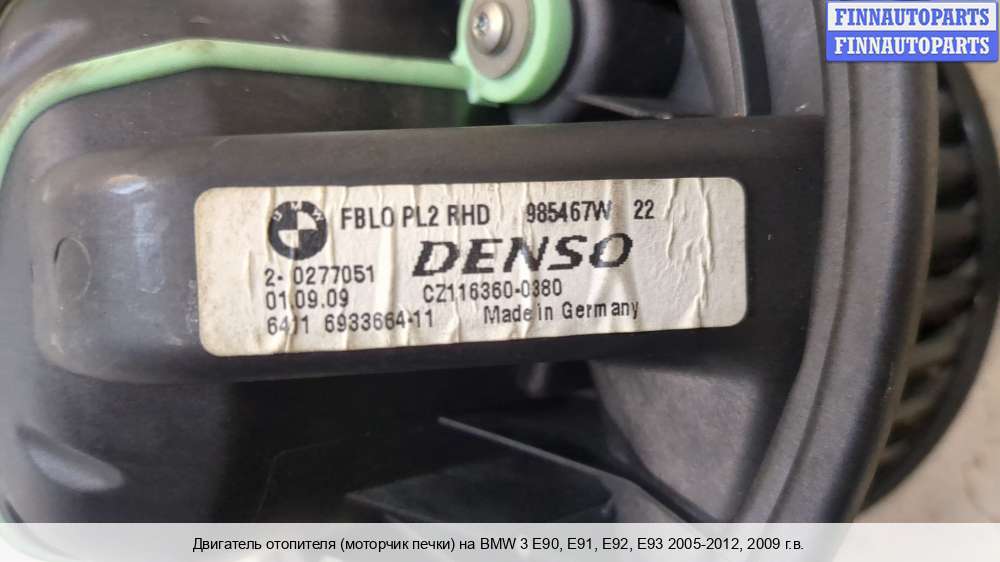 FINNAUTOPARTS
FINNAUTOPARTS
BMW
FBLO PL2 RHD 985467W 22
DENSO
2- 0277051
CZ116360-0380
01.09.09
6411 6933664-11
Made in Germany
Двигатель отопителя (моторчик печки) на BMW 3 E90, E91, E92, E93 2005-2012, 2009 г.в.